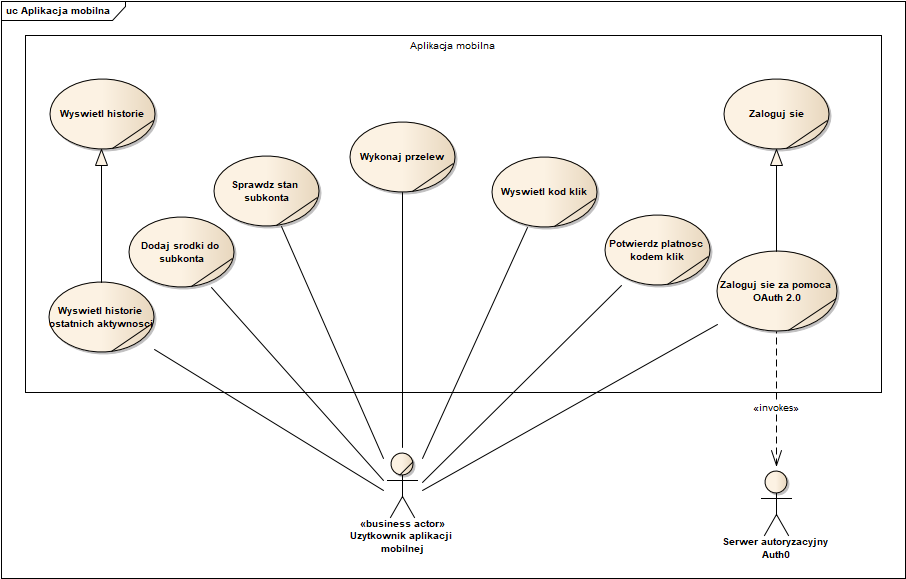 uc Aplikacja mobilna
Aplikacja mobilna
Wyswietl historie
Zaloguj sie
Wykonaj przelew
Sprawdz stan
subkonta
Wyswietl kod klik
Dodaj srodki do
subkonta
Potwierdz platnosc
kodem klik
Zaloguj sie za pomoca
OAuth 2.0
Wyswietl historie
ostatnich aktywnosci
«invokes»
«business actor»
Uzytkownik aplikacji
mobilnej
Serwer autoryzacyjny
Auth0